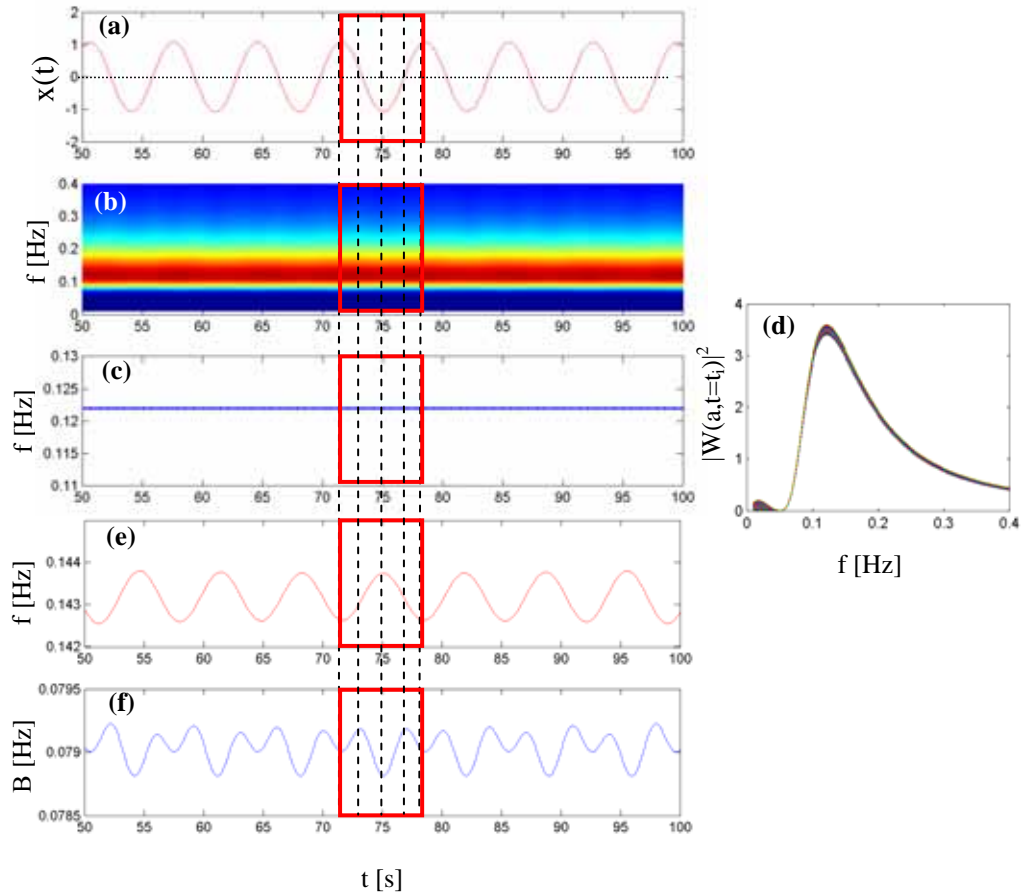 (a)
x(t)
2
1
0
-1
-2
50 55 60 65 70 75 80 85 90 95 100
(b)
f [Hz]
0.4
0.3
0.2
0.1
0
50 55 60 65 70 75 80 85 90 95 100
(c)
f [Hz]
0.13
0.125
0.12
0.115
0.11
50 55 60 65 70 75 80 85 90 95 100
(d)
|W(a,t=t_i)|^2
4
3
2
1
0
0 0.1 0.2 0.3 0.4
f [Hz]
(e)
f [Hz]
0.144
0.143
0.142
50 55 60 65 70 75 80 85 90 95 100
(f)
B [Hz]
0.0795
0.079
0.0785
50 55 60 65 70 75 80 85 90 95 100
t [s]